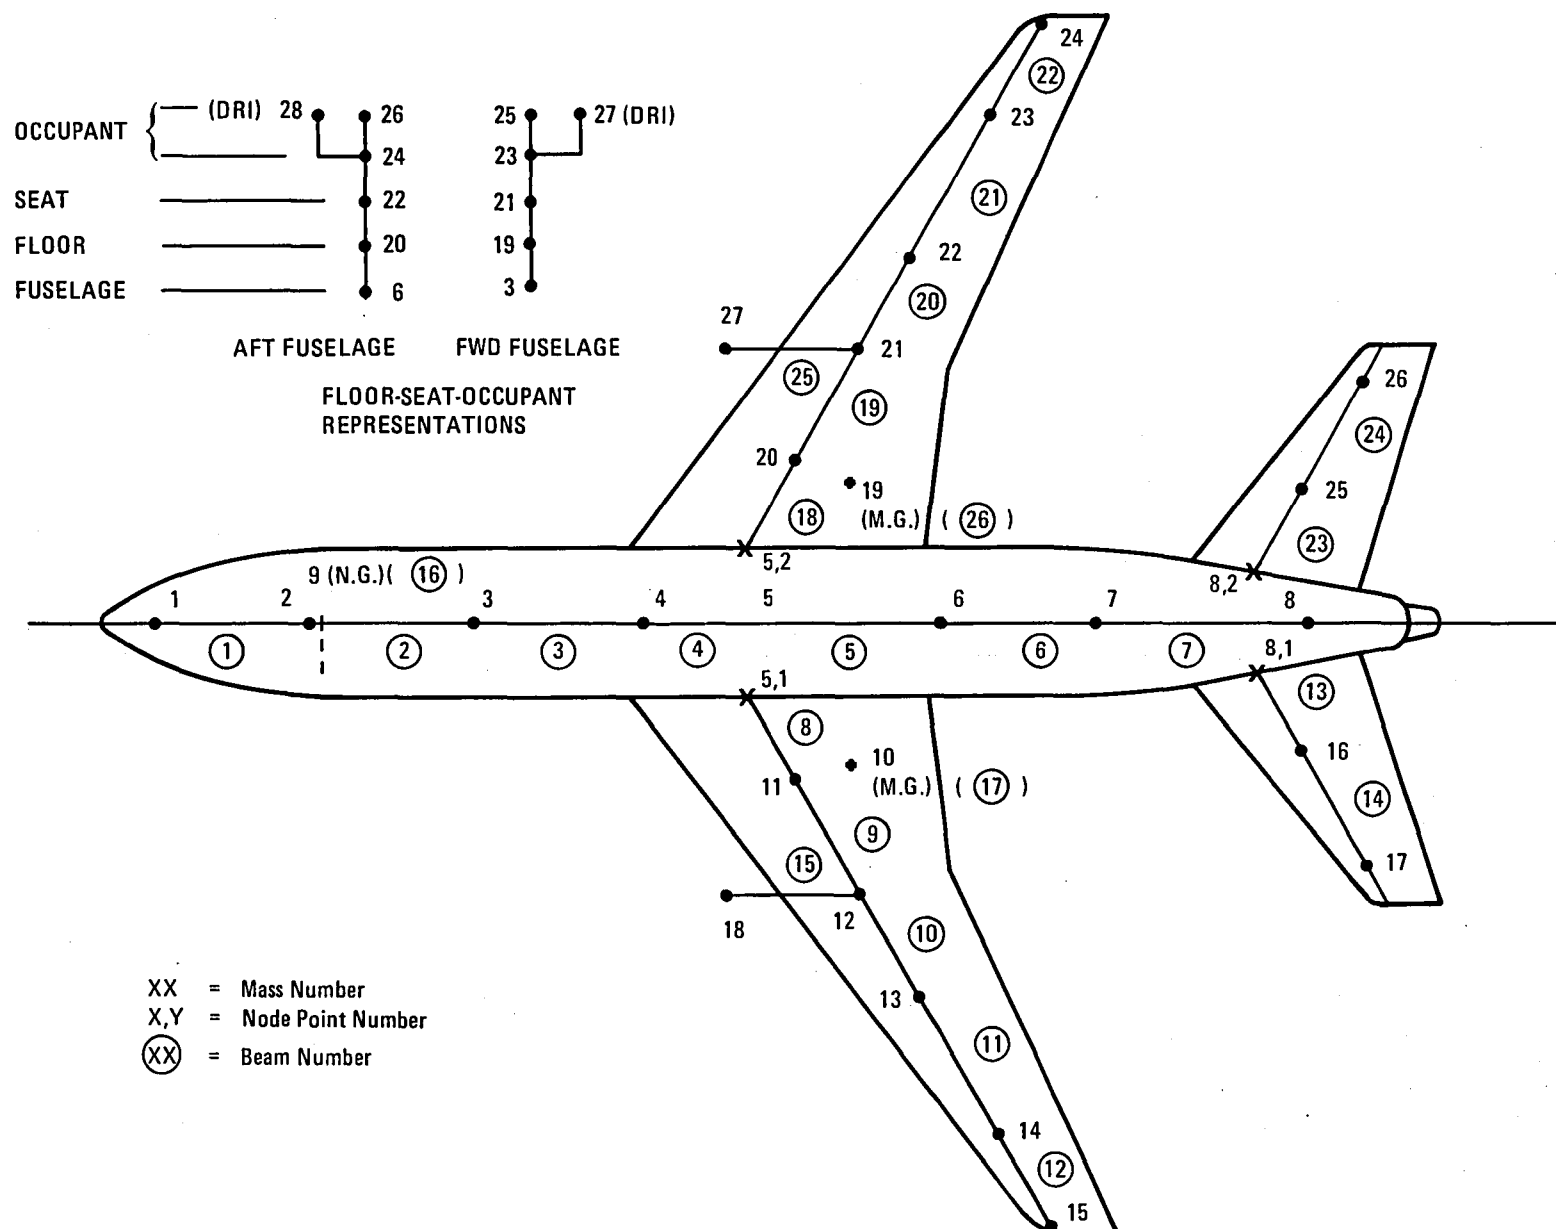 24
22
(DRI) 28 26 25 27 (DRI)
23
OCCUPANT
24 23
21
SEAT 22 21
FLOOR 20 19
22
FUSELAGE 6 3
20
27
AFT FUSELAGE FWD FUSELAGE
21
25
26
FLOOR-SEAT-OCCUPANT
REPRESENTATIONS
19
24
20
19
25
(M.G.) ( 26 )
18
23
5,2
9 (N.G.)( 16 )
8,2
1 2 3 4 5 6 7 8
1 2 3 4 5 6 7
8,1
5,1
13
8
10
(M.G.) ( 17 )
11
16
14
9
15
17
12
18
10
13
XX = Mass Number
X,Y = Node Point Number
XX = Beam Number
11
14
12
15